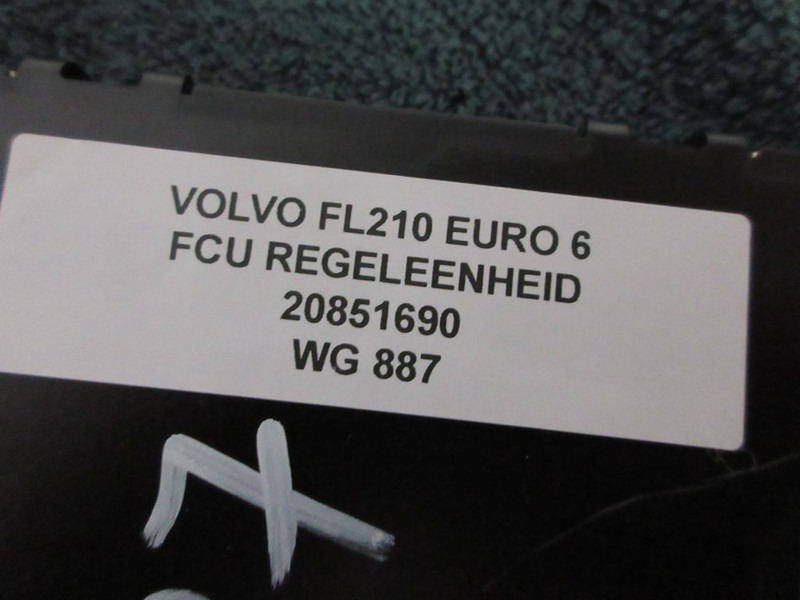 VOLVO FL210 EURO 6
FCU REGELEENHEID
20851690
WG 887